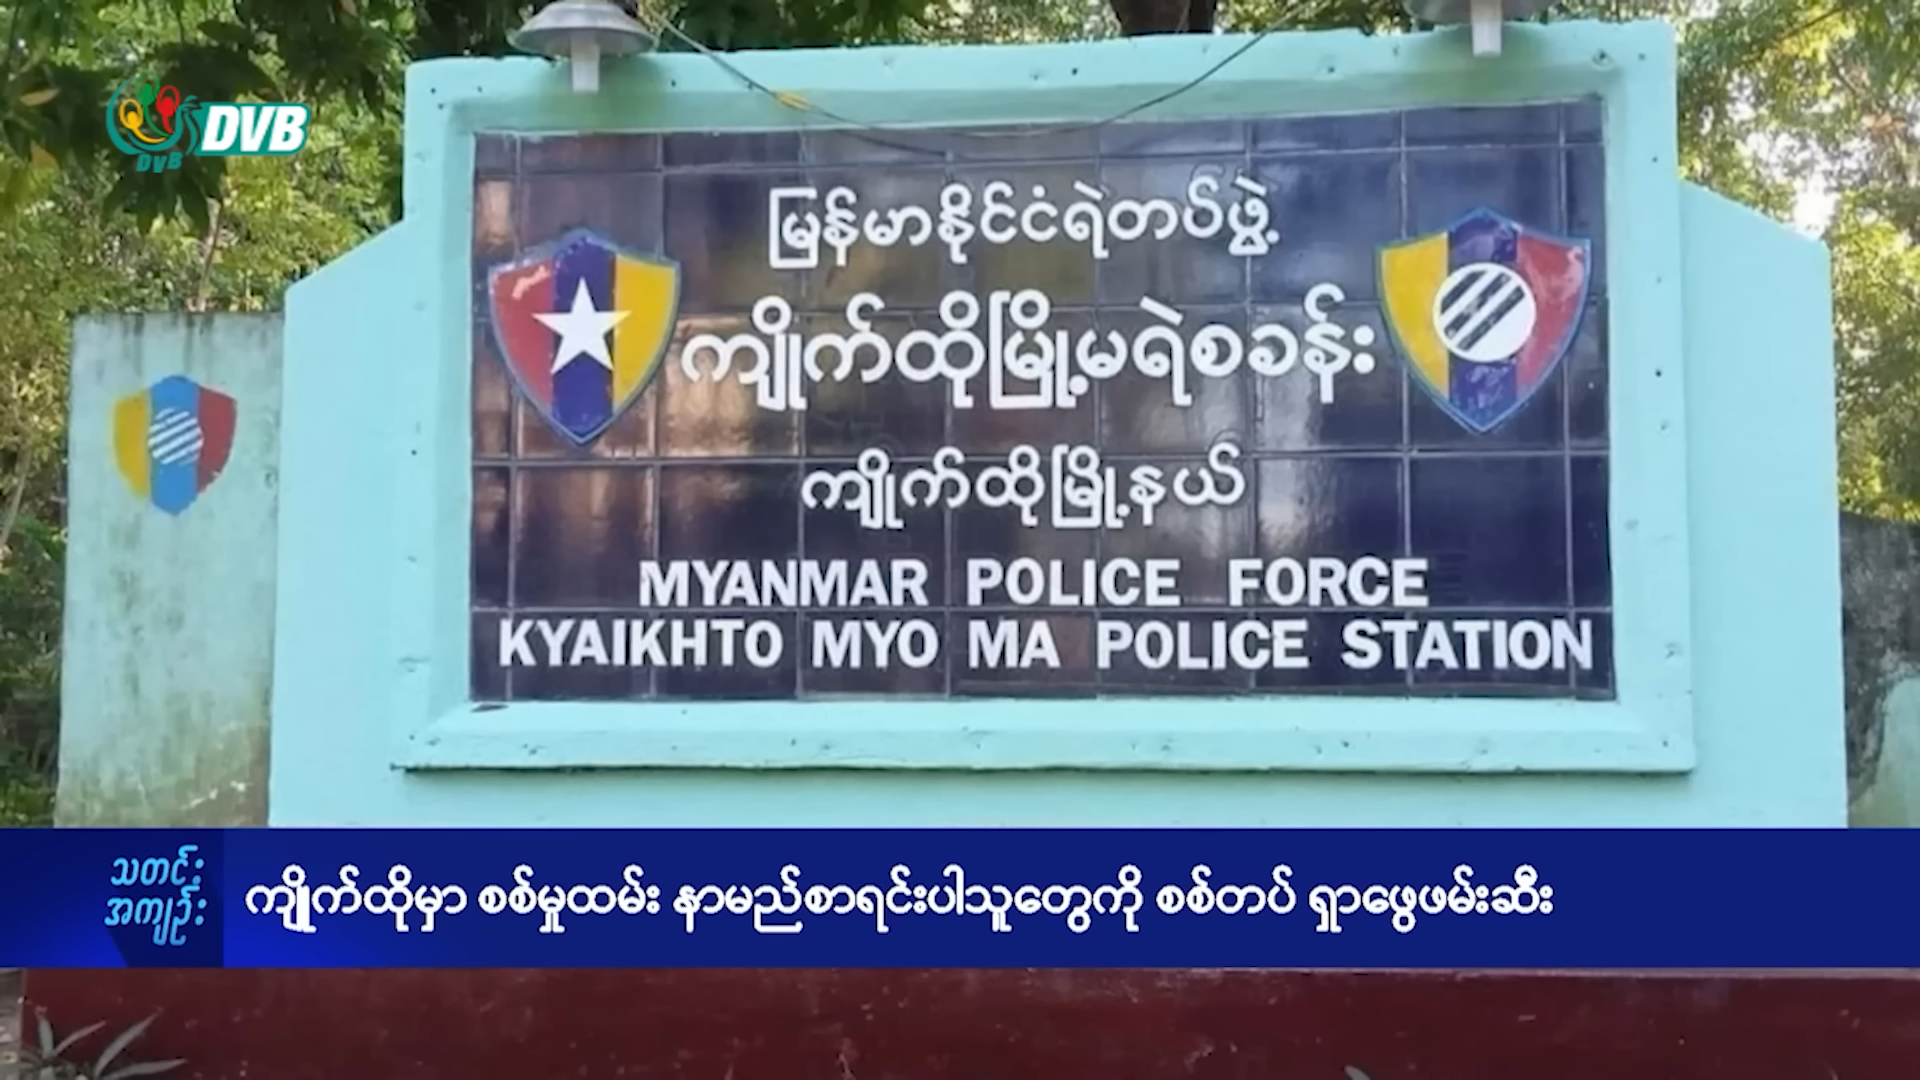 DVB
DVB
မြန်မာနိုင်ငံရဲတပ်ဖွဲ့
ကျိုက်ထိုမြို့မရဲစခန်း
ကျိုက်ထိုမြို့နယ်
MYANMAR POLICE FORCE
KYAIKHTO MYO MA POLICE STATION
သတင်း
အကျဉ်း
ကျိုက်ထိုမှာ စစ်မှုထမ်း နာမည်စာရင်းပါသူတွေကို စစ်တပ် ရှာဖွေဖမ်းဆီး